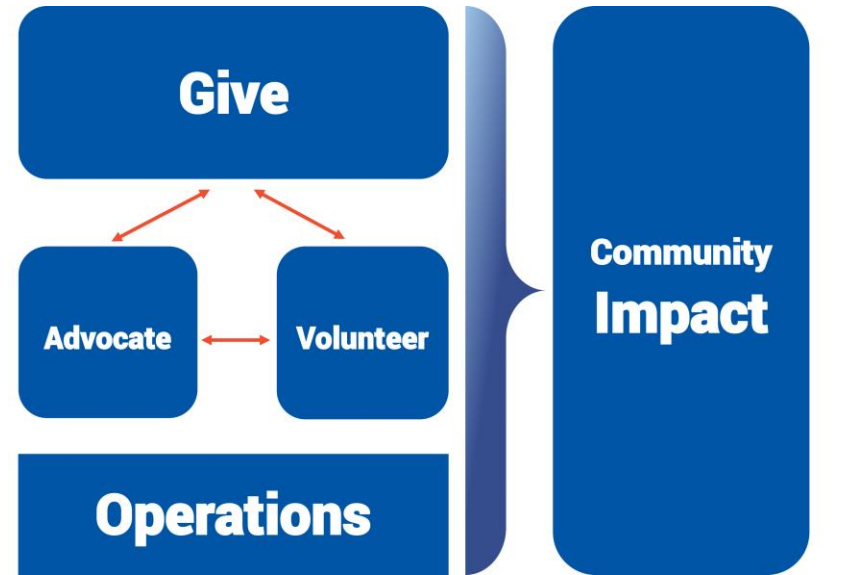 Give
Advocate
Volunteer
Operations
Community
Impact